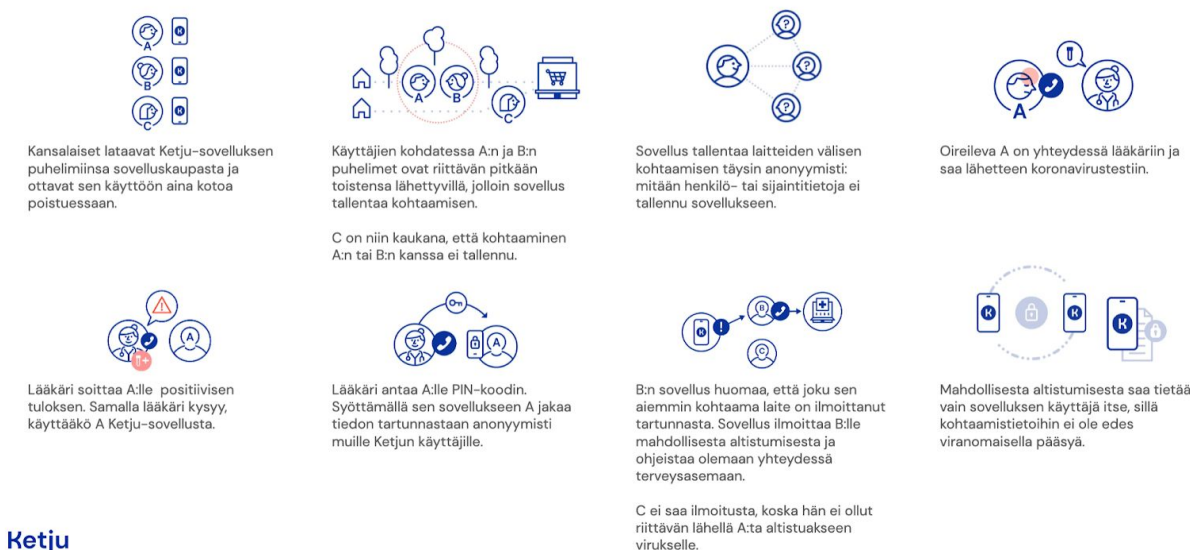 A
K
B
K
C
K
Kansalaiset lataavat Ketju-sovelluksen
puhelimiinsa sovelluskaupasta ja
ottavat sen käyttöön aina kotoa
poistuessaan.
A
B
C
Käyttäjien kohdatessa A:n ja B:n
puhelimet ovat riittävän pitkään
toistensa lähettyvillä, jolloin sovellus
tallentaa kohtaamisen.
C on niin kaukana, että kohtaaminen
A:n tai B:n kanssa ei tallennu.
?
?
?
Sovellus tallentaa laitteiden välisen
kohtaamisen täysin anonyymisti:
mitään henkilö- tai sijaintitietoja ei
tallennu sovellukseen.
A
Oireileva A on yhteydessä lääkäriin ja
saa lähetteen koronavirustestiin.
!
A
Lääkäri soittaa A:lle positiivisen
tuloksen. Samalla lääkäri kysyy,
käyttääkö A Ketju-sovellusta.
A
Lääkäri antaa A:lle PIN-koodin.
Syöttämällä sen sovellukseen A jakaa
tiedon tartunnastaan anonyymisti
muille Ketjun käyttäjille.
K
!
B
C
B:n sovellus huomaa, että joku sen
aiemmin kohtaama laite on ilmoittanut
tartunnasta. Sovellus ilmoittaa B:lle
mahdollisesta altistumisesta ja
ohjeistaa olemaan yhteydessä
terveysasemaan.
C ei saa ilmoitusta, koska hän ei ollut
riittävän lähellä A:ta altistuakseen
virukselle.
K
K
K
Mahdollisesta altistumisesta saa tietää
vain sovelluksen käyttäjä itse, sillä
kohtaamistietoihin ei ole edes
viranomaisella pääsyä.
Ketju